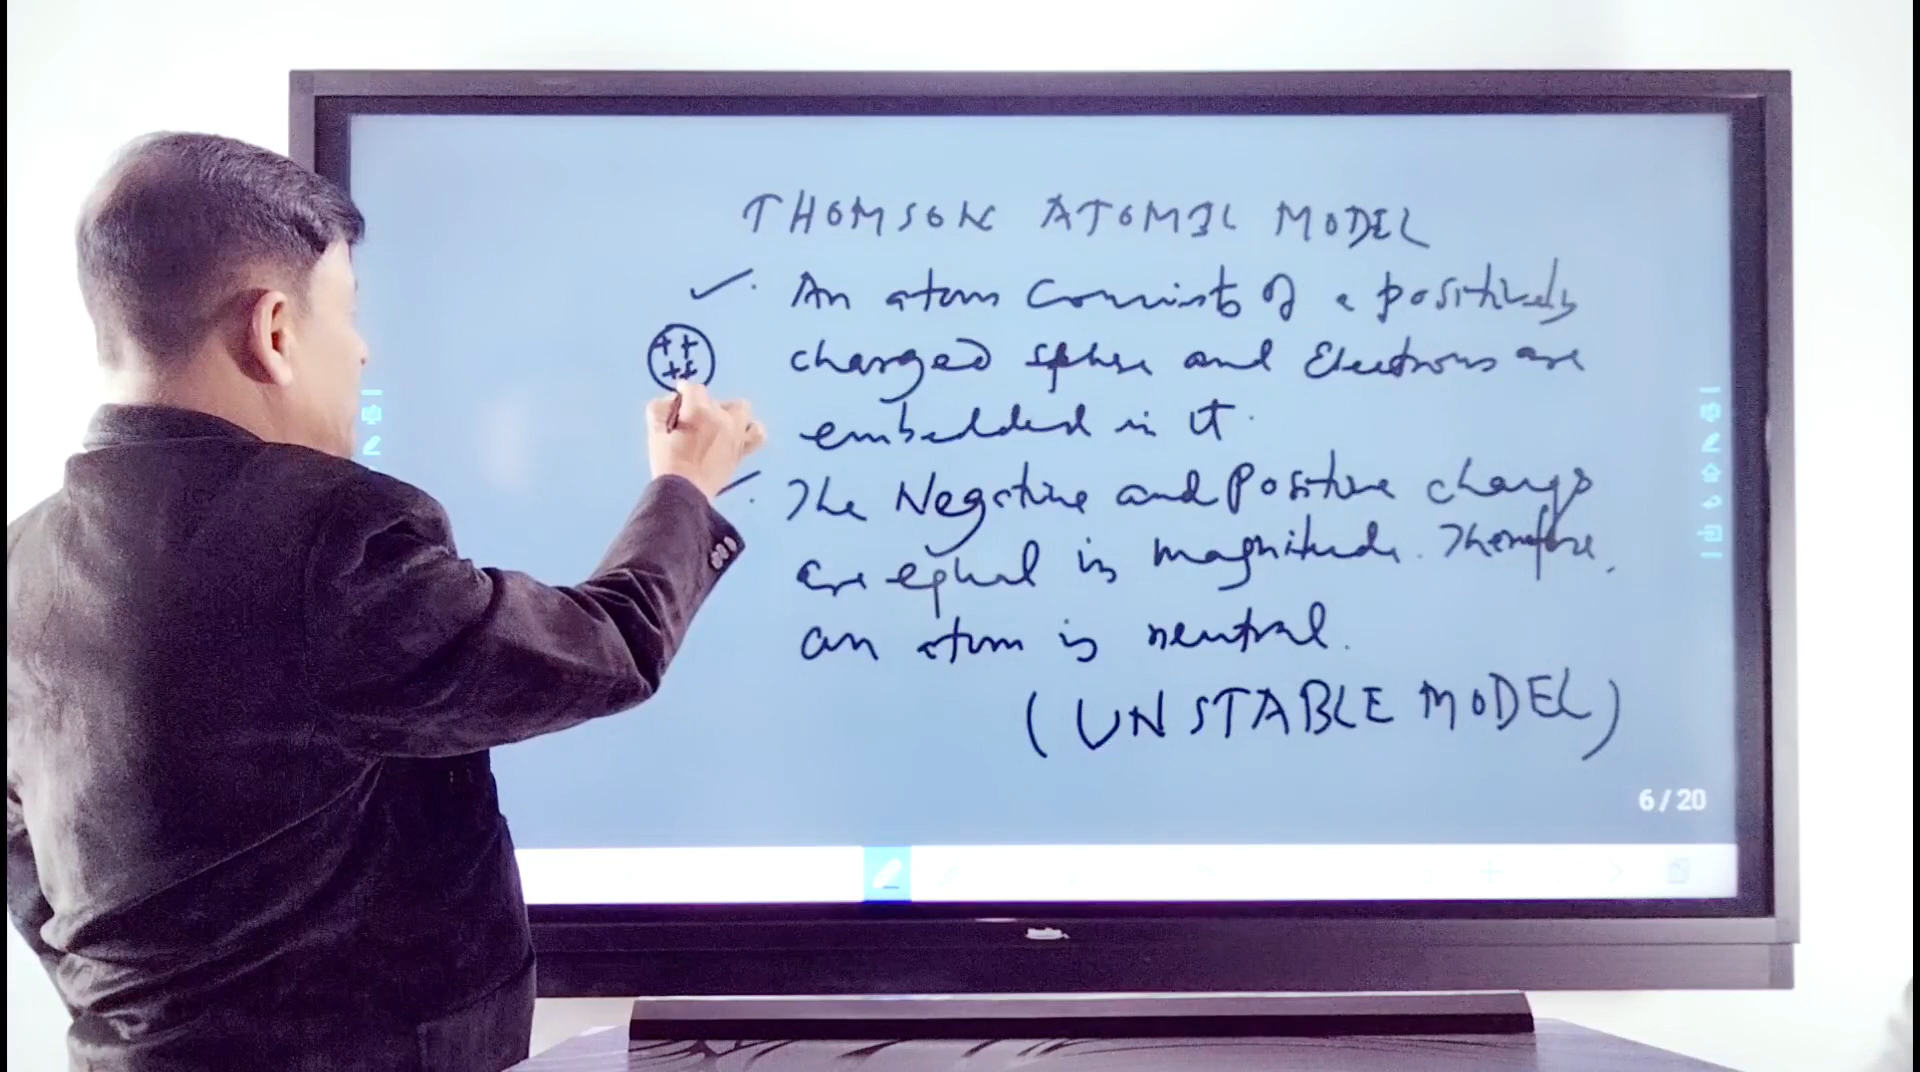 THOMSON ATOMIC MODEL
An atom consists of a positively
charged sphere and Electrons are
++
++
embedded in it.
The Negative and Positive charge
are equal in magnitude. Therefore,
an atom is neutral.
(UNSTABLE MODEL)
6/20